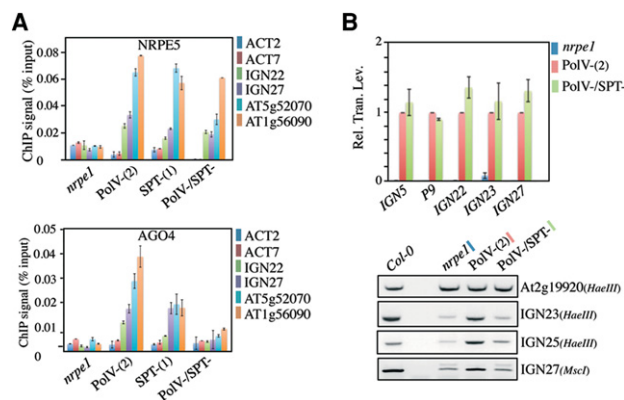 A
NRPE5
ChIP signal (% input)
0.08
0.06
0.04
0.02
0
nrpe1
PolV-(2)
SPT-(1)
PolV-/SPT-
ACT2
ACT7
IGN22
IGN27
AT5g52070
AT1g56090
AGO4
ChIP signal (% input)
0.05
0.04
0.03
0.02
0.01
0.00
nrpe1
PolV-(2)
SPT-(1)
PolV-/SPT-
ACT2
ACT7
IGN22
IGN27
AT5g52070
AT1g56090
B
Rel. Tran. Lev.
2
1.2
1
0
IGN5
P9
IGN22
IGN23
IGN27
nrpe1
PolV-(2)
PolV-/SPT-
Col-0
nrpe1
PolV-(2)
PolV-/SPT-
At2g19920(HaeIII)
IGN23(HaeIII)
IGN25(HaeIII)
IGN27(MscI)